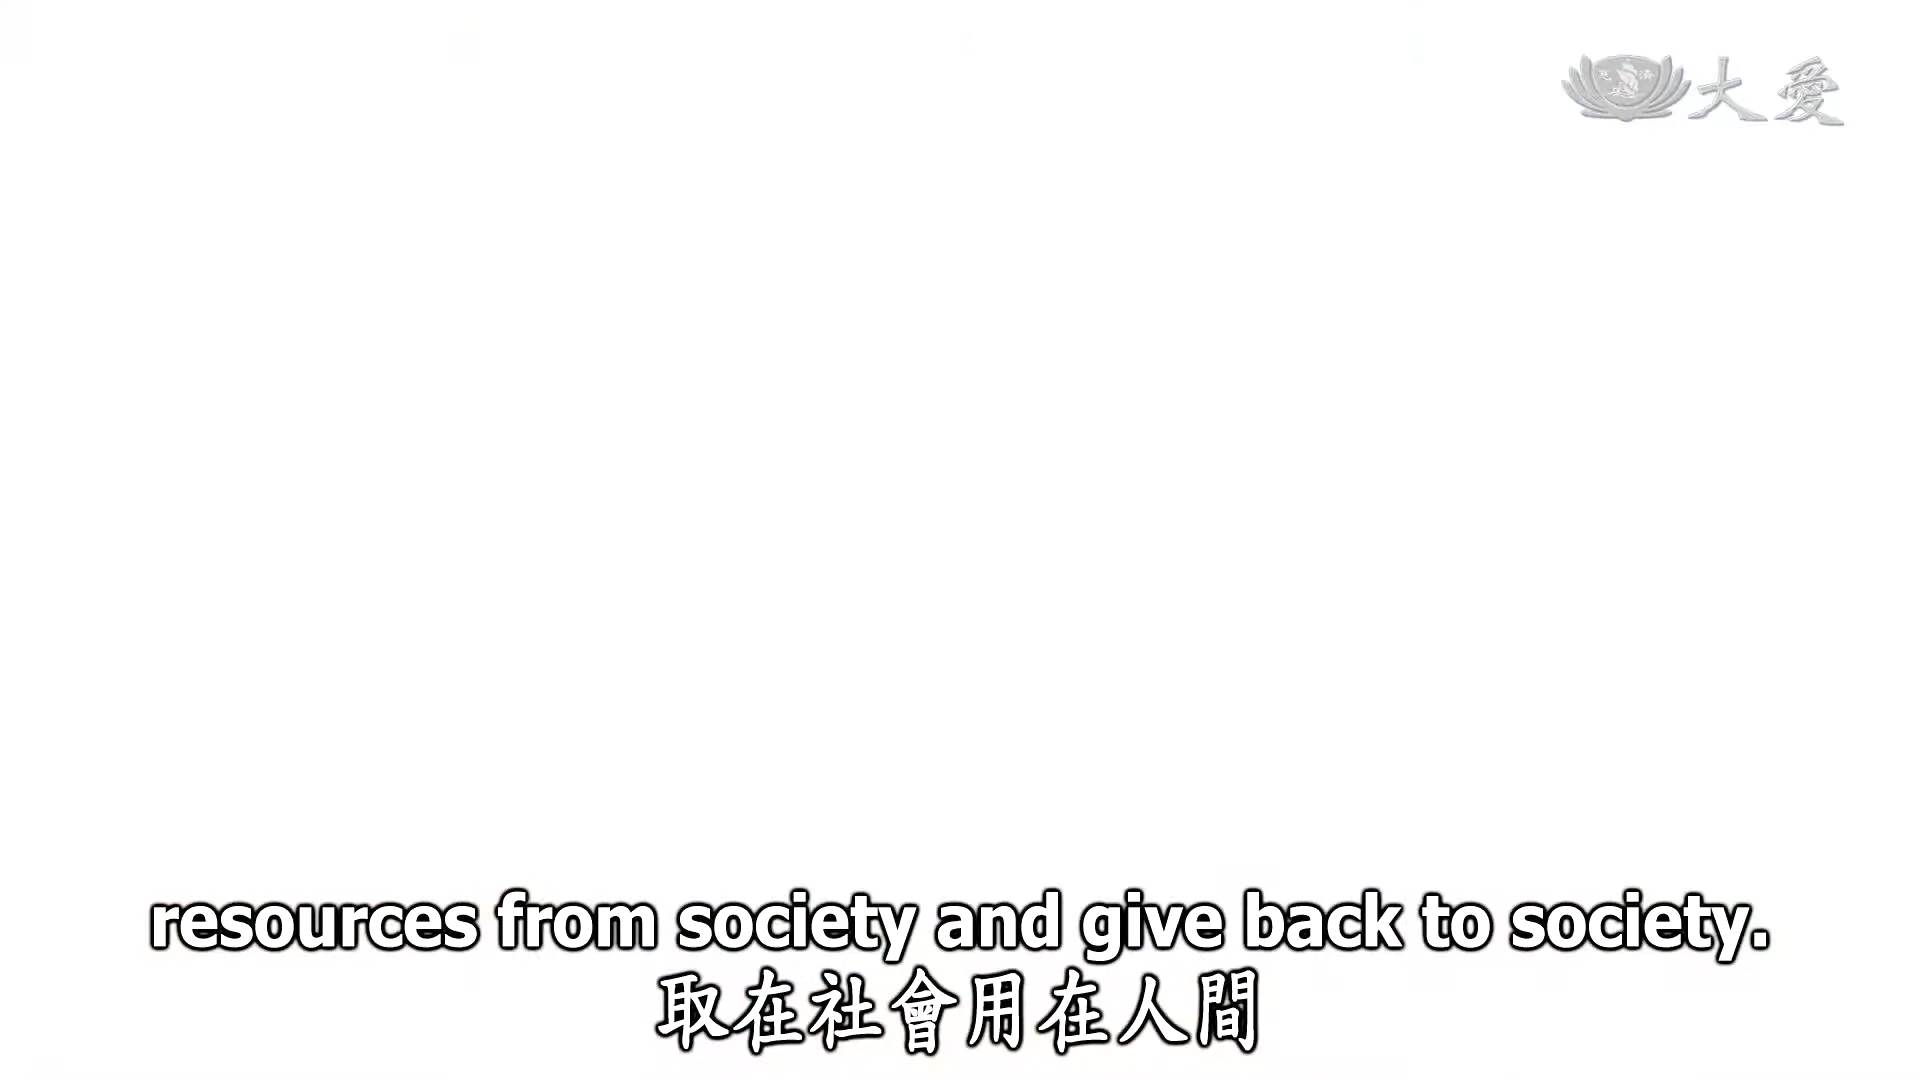 大愛
resources from society and give back to society.
取在社會用在人間